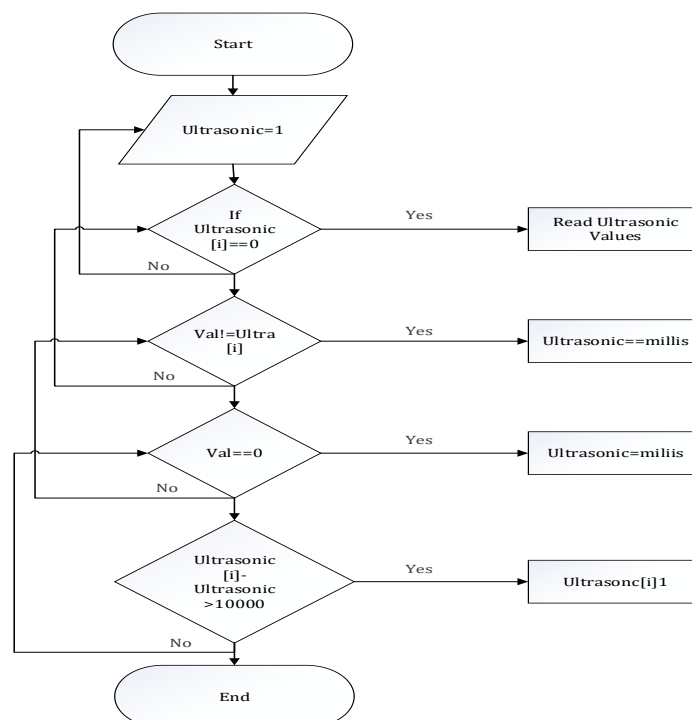 Start
Ultrasonic=1
If
Ultrasonic
[i]==0
Yes
Read Ultrasonic
Values
No
Val!=Ultra
[i]
Yes
Ultrasonic==millis
No
Val==0
Yes
Ultrasonic=miliis
No
Ultrasonic
[i]-
Ultrasonic
>10000
Yes
Ultrasonc[i]1
No
End